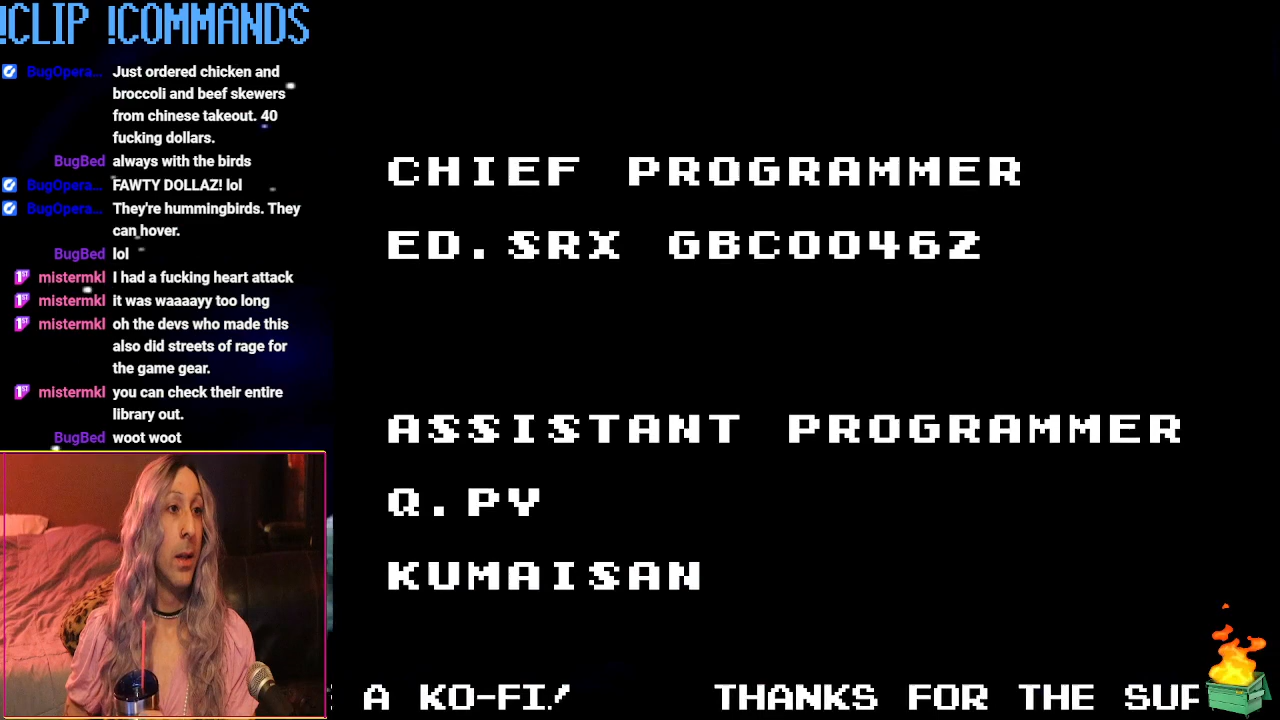 !CLIP !COMMANDS
BugOpera... Just ordered chicken and
broccoli and beef skewers
from chinese takeout. 40
fucking dollars.
BugBed always with the birds
BugOpera... FAWTY DOLLAZ! lol
BugOpera... They're hummingbirds. They
can hover.
BugBed lol
mistermkl I had a fucking heart attack
mistermkl it was waaaayy too long
mistermkl oh the devs who made this
also did streets of rage for
the game gear.
mistermkl you can check their entire
library out.
BugBed woot woot
CHIEF PROGRAMMER
ED.SRX GBC00462
ASSISTANT PROGRAMMER
Q.PY
KUMAISAN
A KO-FI! THANKS FOR THE SUP